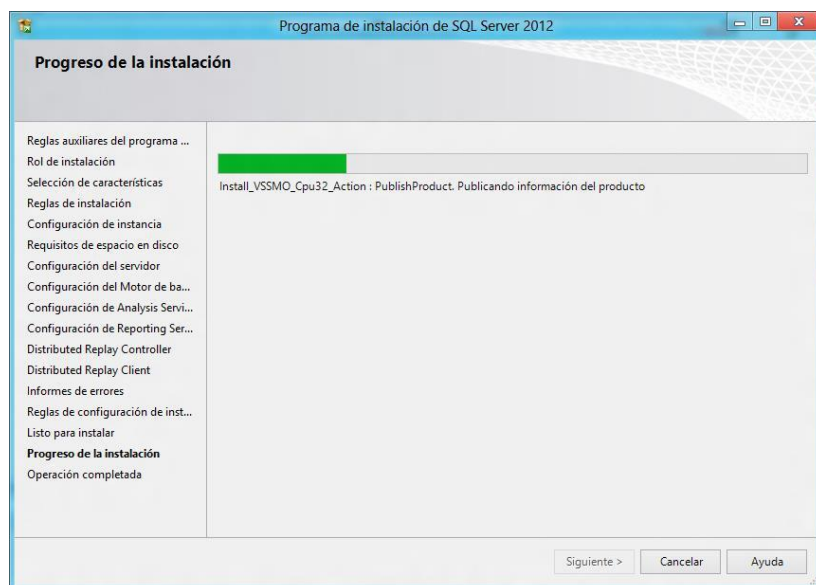 Programa de instalación de SQL Server 2012
Progreso de la instalación
Reglas auxiliares del programa ...
Rol de instalación
Selección de características
Reglas de instalación
Configuración de instancia
Requisitos de espacio en disco
Configuración del servidor
Configuración del Motor de ba...
Configuración de Analysis Servi...
Configuración de Reporting Ser...
Distributed Replay Controller
Distributed Replay Client
Informes de errores
Reglas de configuración de inst...
Listo para instalar
Progreso de la instalación
Operación completada
Install_VSSMO_Cpu32_Action : PublishProduct. Publicando información del producto
Siguiente > Cancelar Ayuda